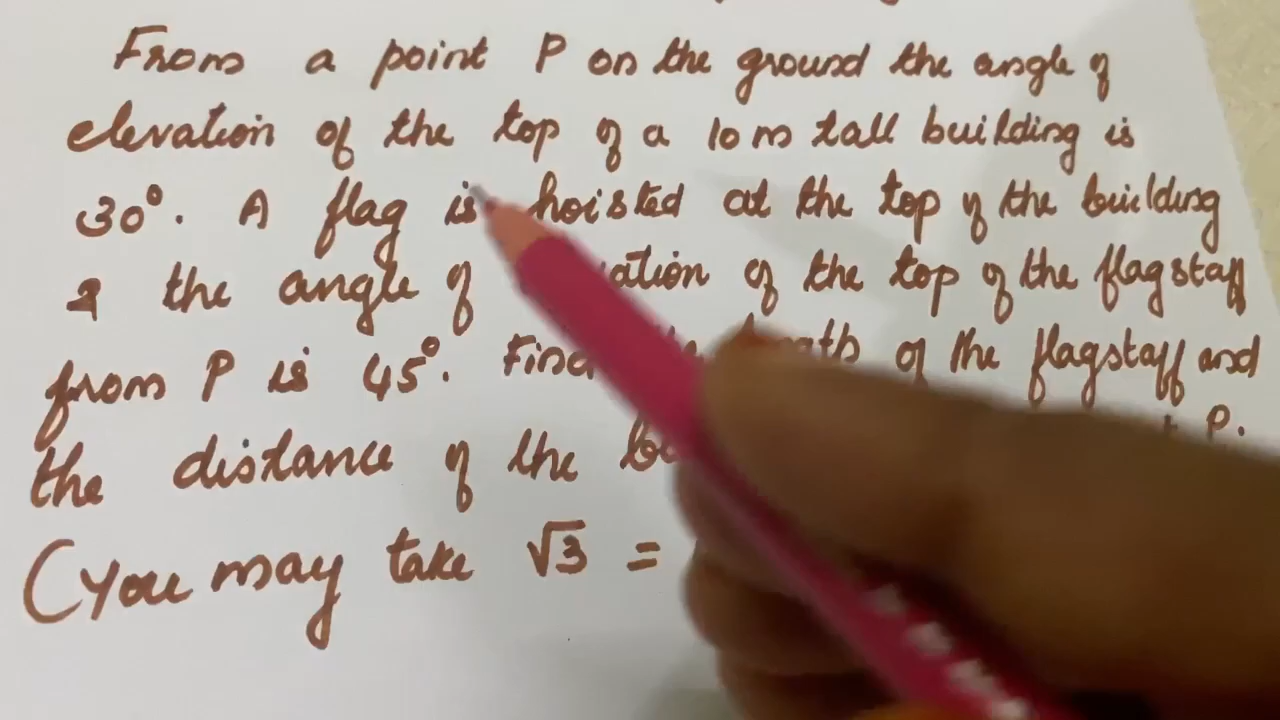 From a point P on the ground the angle of
elevation of the top of a 10 m tall building is
30°. A flag is hoisted at the top of the building
& the angle of of the top of the flagstaff
from P is 45°. Find of the flagstaff and
the distance of the P.
(You may take √3 =